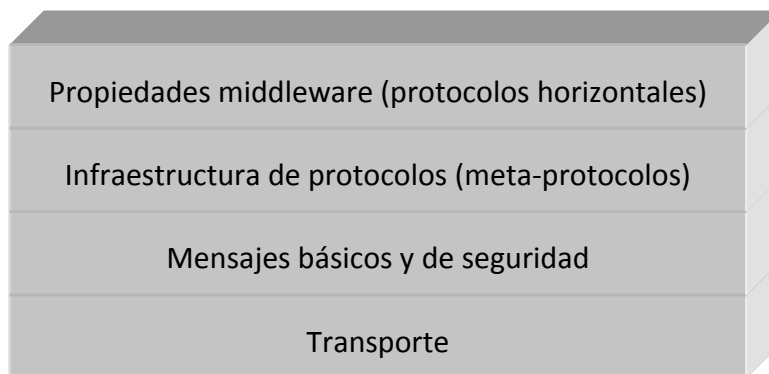 Propiedades middleware (protocolos horizontales)
Infraestructura de protocolos (meta-protocolos)
Mensajes básicos y de seguridad
Transporte